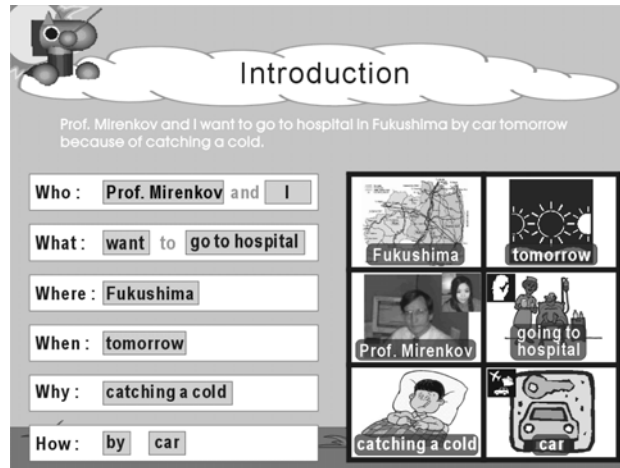 Introduction
Prof. Mirenkov and I want to go to hospital in Fukushima by car tomorrow
because of catching a cold.
Who : Prof. Mirenkov and I
What : want to go to hospital
Where : Fukushima
When : tomorrow
Why : catching a cold
How : by car
Fukushima
tomorrow
Prof. Mirenkov
going to
hospital
catching a cold
car